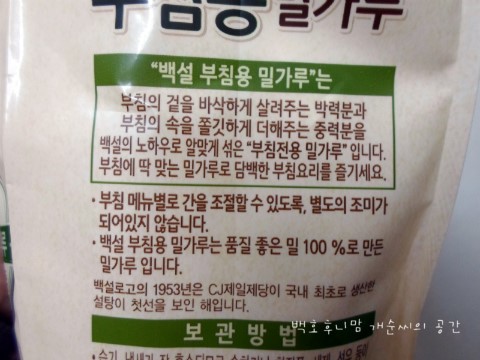 부침용 밀가루
“백설 부침용 밀가루”는
부침의 겉을 바삭하게 살려주는 박력분과
부침의 속을 쫄깃하게 더해주는 중력분을
백설의 노하우로 알맞게 섞은 “부침전용 밀가루” 입니다.
부침에 딱 맞는 밀가루로 담백한 부침요리를 즐기세요.
· 부침 메뉴별로 간을 조절할 수 있도록, 별도의 조미가
되어있지 않습니다.
· 백설 부침용 밀가루는 품질 좋은 밀 100 %로 만든
밀가루 입니다.
백설로고의 1953년은 CJ제일제당이 국내 최초로 생산한
설탕이 첫선을 보인 해입니다.
보 관 방 법
백호후니맘 개순씨의 공간